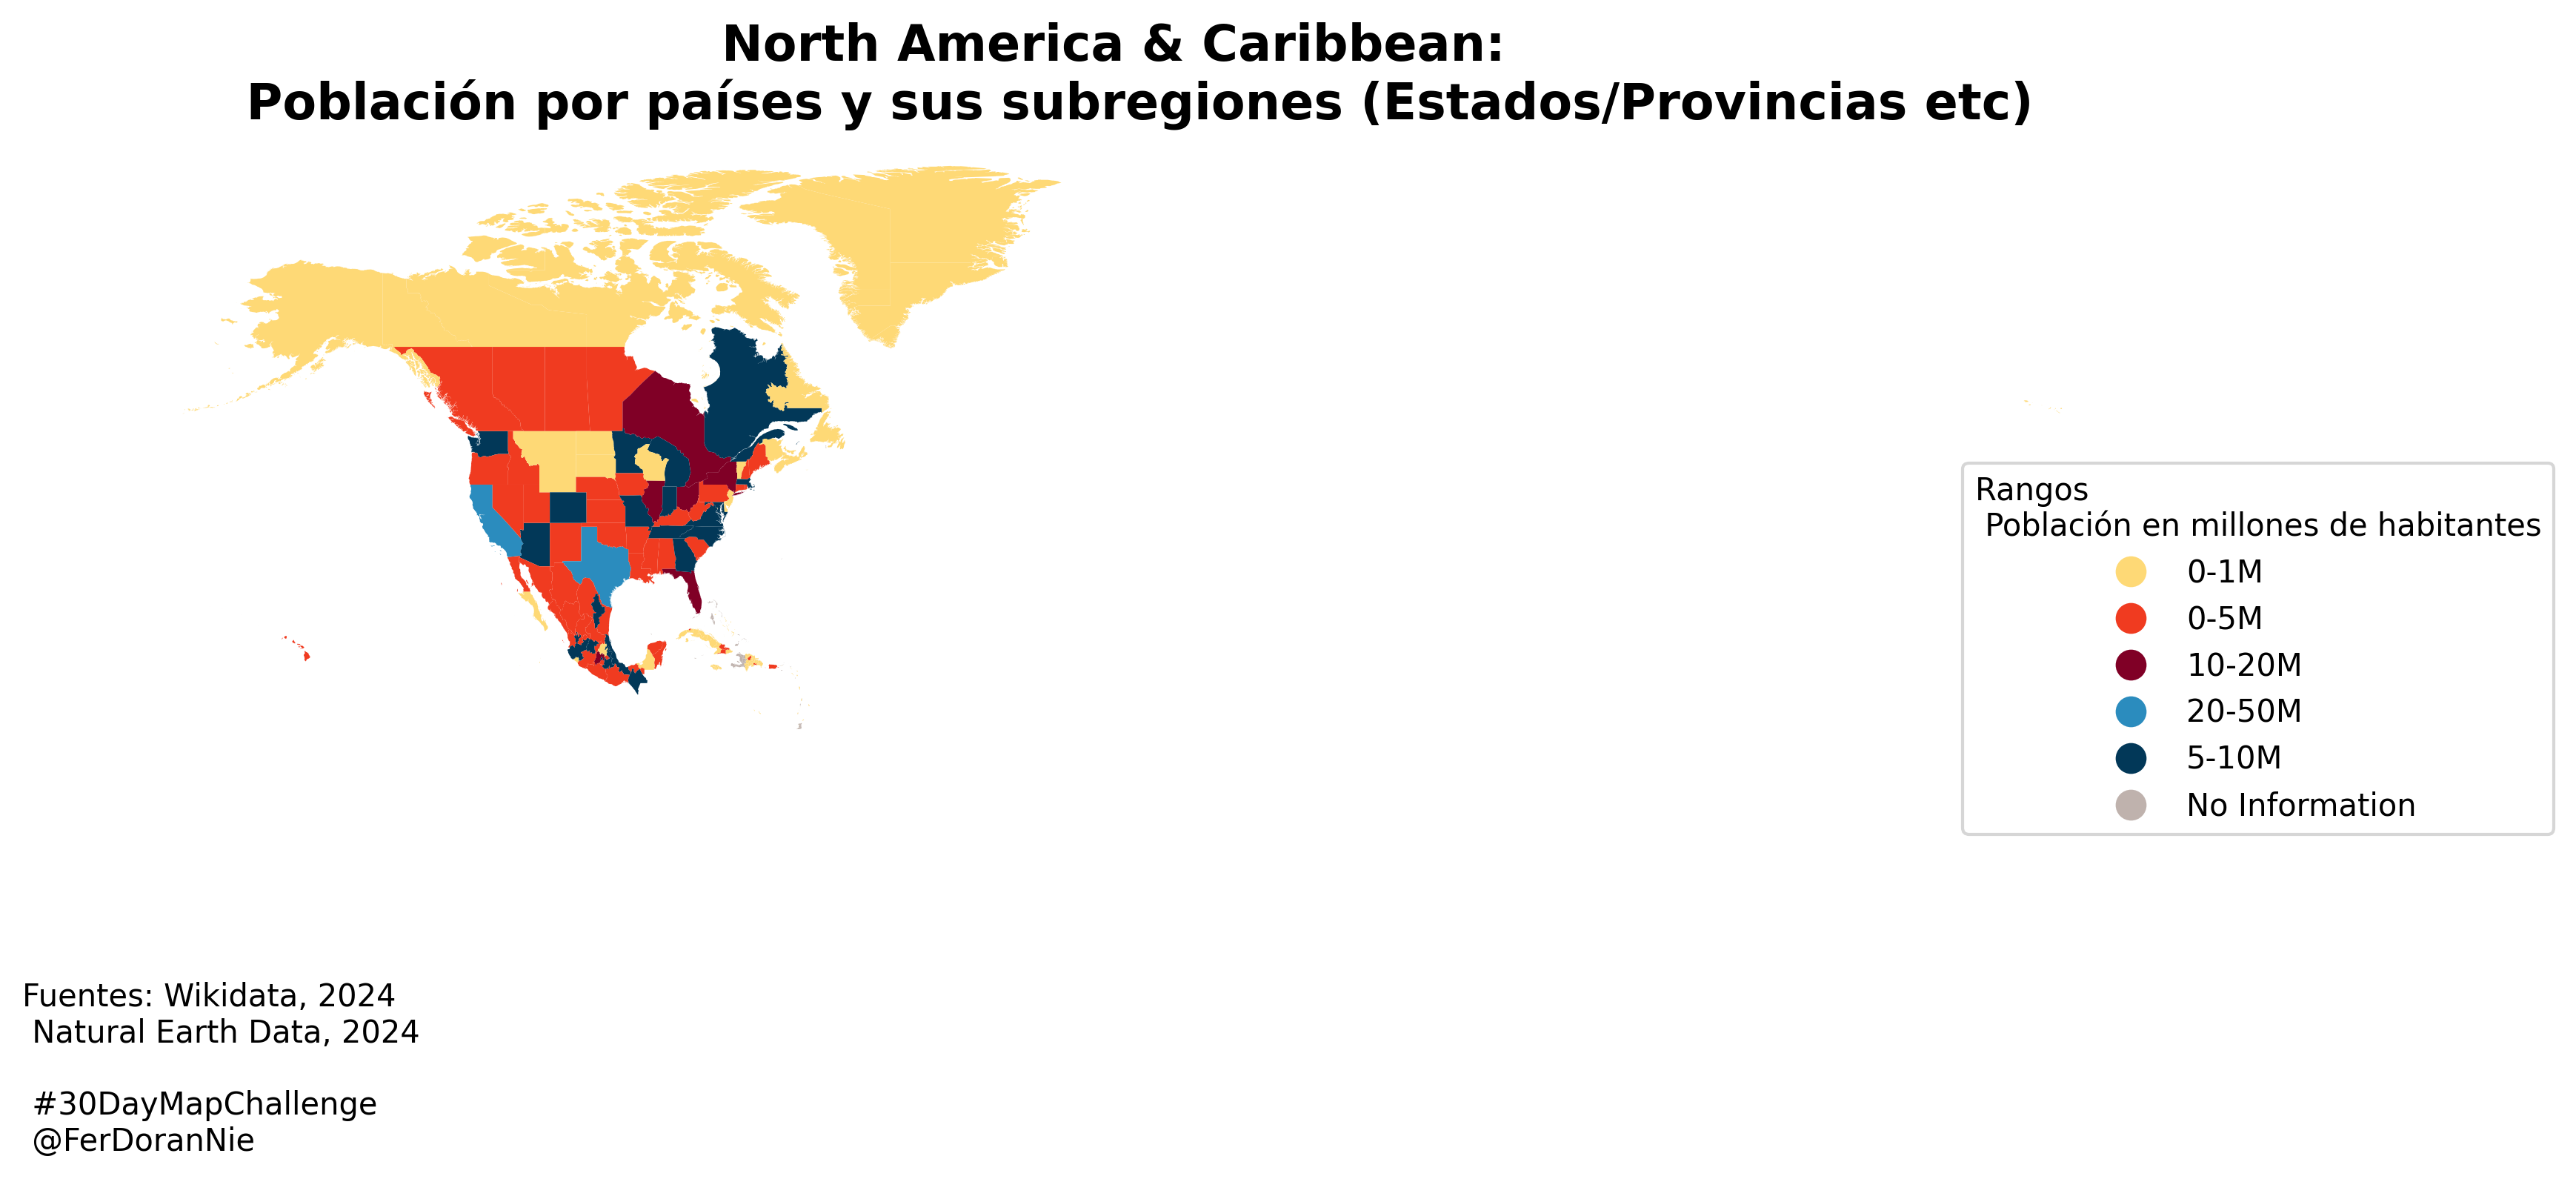 North America & Caribbean:
Población por países y sus subregiones (Estados/Provincias etc)
Rangos
Población en millones de habitantes
0-1M
0-5M
10-20M
20-50M
5-10M
No Information
Fuentes: Wikidata, 2024
Natural Earth Data, 2024
#30DayMapChallenge
@FerDoranNie